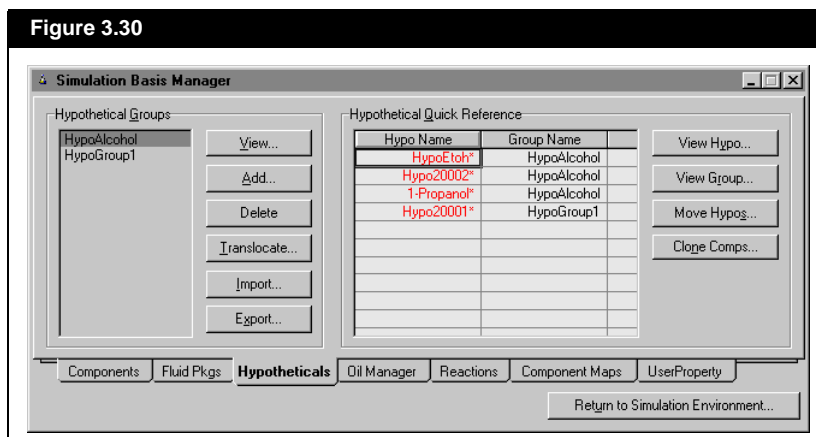 Figure 3.30
Simulation Basis Manager
Hypothetical Groups
HypoAlcohol
HypoGroup1
View...
Add...
Delete
Translocate...
Import...
Export...
Hypothetical Quick Reference
Hypo Name Group Name
HypoEtoh* HypoAlcohol
Hypo20002* HypoAlcohol
1-Propanol* HypoAlcohol
Hypo20001* HypoGroup1
View Hypo...
View Group...
Move Hypos...
Clone Comps...
Components Fluid Pkgs Hypotheticals Oil Manager Reactions Component Maps UserProperty
Return to Simulation Environment...